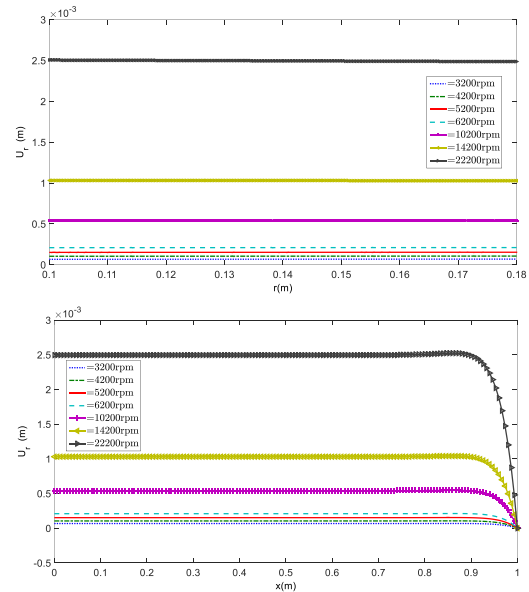 ×10⁻³
3
2.5
2
1.5
1
0.5
0
U_r (m)
=3200rpm
=4200rpm
=5200rpm
=6200rpm
=10200rpm
=14200rpm
=22200rpm
0.1 0.11 0.12 0.13 0.14 0.15 0.16 0.17 0.18
r(m)
×10⁻³
3
2.5
2
1.5
1
0.5
0
-0.5
U_r (m)
=3200rpm
=4200rpm
=5200rpm
=6200rpm
=10200rpm
=14200rpm
=22200rpm
0 0.1 0.2 0.3 0.4 0.5 0.6 0.7 0.8 0.9 1
x(m)